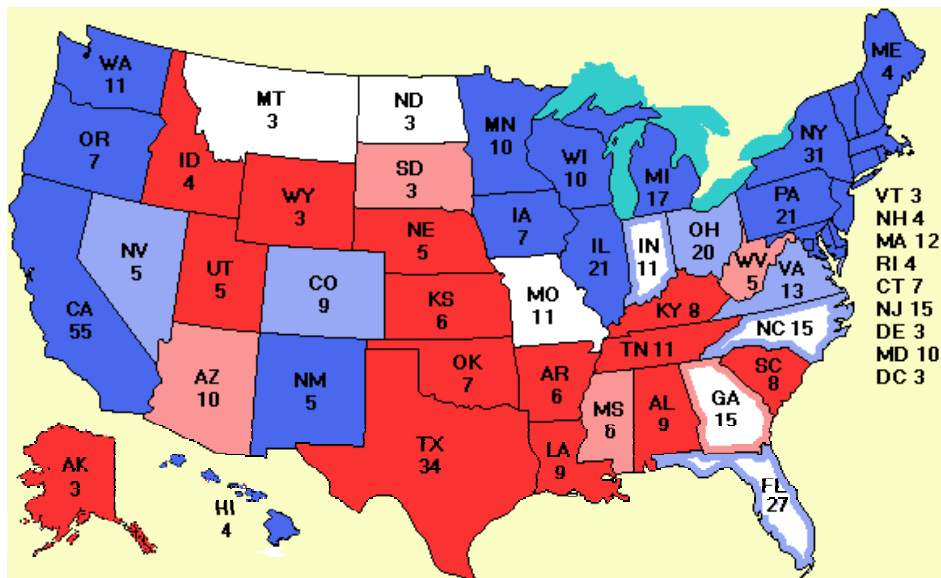 WA
11
OR
7
CA
55
NV
5
ID
4
MT
3
WY
3
UT
5
AZ
10
CO
9
NM
5
ND
3
SD
3
NE
5
KS
6
OK
7
TX
34
MN
10
IA
7
MO
11
AR
6
LA
9
WI
10
IL
21
MI
17
IN
11
OH
20
KY 8
TN 11
MS
6
AL
9
GA
15
FL
27
SC
8
NC 15
VA
13
WV
5
PA
21
NY
31
ME
4
VT 3
NH 4
MA 12
RI 4
CT 7
NJ 15
DE 3
MD 10
DC 3
AK
3
HI
4